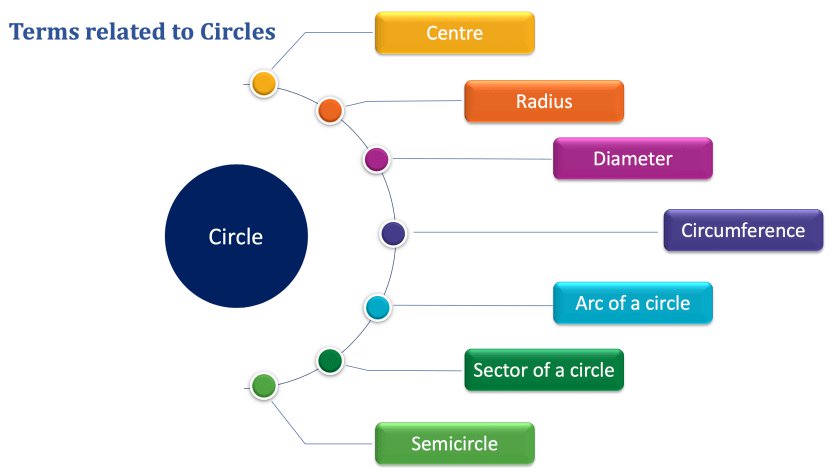 Terms related to Circles
Centre
Radius
Diameter
Circle
Circumference
Arc of a circle
Sector of a circle
Semicircle